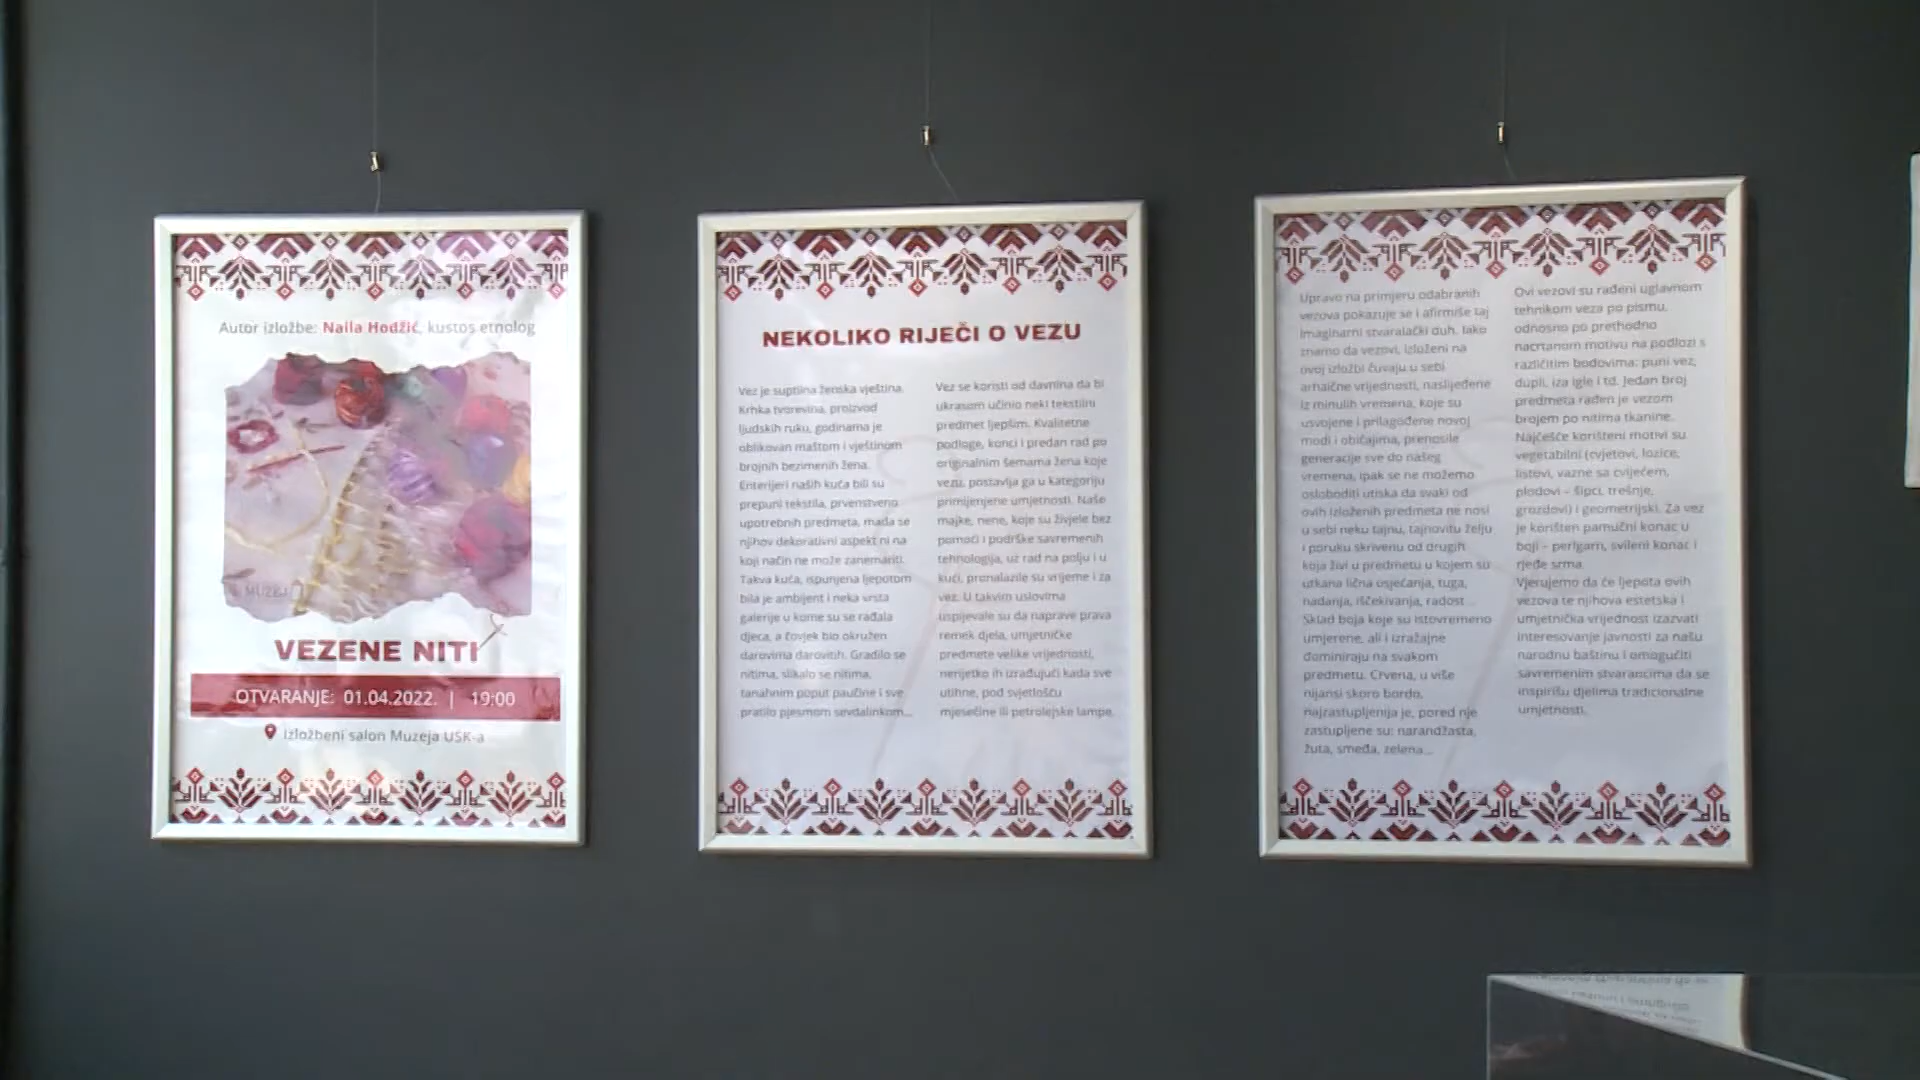 Autor izložbe: Naila Hodžić, kustos etnolog
MUZEJ
VEZENE NITI
OTVARANJE: 01.04.2022. | 19:00
Izložbeni salon Muzeja USK-a
NEKOLIKO RIJEČI O VEZU
Vez je suptilna ženska vještina.
Krhka tvorevina, proizvod
ljudskih ruku, godinama je
oblikovan maštom i vještinom
brojnih bezimenih žena.
Enterijeri naših kuća bili su
prepuni tekstila, prvenstveno
upotrebnih predmeta, mada se
njihov dekorativni aspekt ni na
koji način ne može zanemariti.
Takva kuća, ispunjena ljepotom
bila je ambijent i neka vrsta
galerije u kome su se rađala
djeca, a čovjek bio okružen
darovima darovitih. Gradilo se
nitima, slikalo se nitima,
tanahnim poput paučine i sve
pratilo pjesmom sevdalinkom...
Vez se koristi od davnina da bi
ukrasom učinio neki tekstilni
predmet ljepšim. Kvalitetne
podloge, konci i predan rad po
originalnim šemama žena koje
vezu, postavlja ga u kategoriju
primijenjene umjetnosti. Naše
majke, nene, koje su živjele bez
pomoći i podrške savremenih
tehnologija, uz rad na polju i u
kući, pronalazile su vrijeme i za
vez. U takvim uslovima
uspijevale su da naprave prava
remek djela, umjetničke
predmete velike vrijednosti,
nerijetko ih izrađujući kada sve
utihne, pod svjetlošću
mjesečine ili petrolejske lampe.
Upravo na primjeru odabranih
vezova pokazuje se i afirmiše taj
imaginarni stvaralački duh. Iako
znamo da vezovi, izloženi na
ovoj izložbi čuvaju u sebi
arhaične vrijednosti, naslijeđene
iz minulih vremena, koje su
usvojene i prilagođene novoj
modi i običajima, prenosile
generacije sve do našeg
vremena, ipak se ne možemo
osloboditi utiska da svaki od
ovih izloženih predmeta ne nosi
u sebi neku tajnu, tajnovitu želju
i poruku skrivenu od drugih
koja živi u predmetu u kojem su
utkana lična osjećanja, tuga,
nadanja, iščekivanja, radost...
Sklad boja koje su istovremeno
umjerene, ali i izražajne
dominiraju na svakom
predmetu. Crvena, u više
nijansi skoro bordo,
najzastupljenija je, pored nje
zastupljene su: narandžasta,
žuta, smeđa, zelena...
Ovi vezovi su rađeni uglavnom
tehnikom veza po pismu,
odnosno po prethodno
nacrtanom motivu na podlozi s
različitim bodovima: puni vez,
dupli, iza igle i td. Jedan broj
predmeta rađen je vezom
brojem po nitima tkanine.
Najčešće korišteni motivi su
vegetabilni (cvjetovi, lozice,
listovi, vazne sa cvijećem,
plodovi – šipci, trešnje,
grozdovi) i geometrijski. Za vez
je korišten pamučni konac u
boji – perlgarn, svileni konac i
rjeđe srma.
Vjerujemo da će ljepota ovih
vezova te njihova estetska i
umjetnička vrijednost izazvati
interesovanje javnosti za našu
narodnu baštinu i omogućiti
savremenim stvarancima da se
inspirišu djelima tradicionalne
umjetnosti.